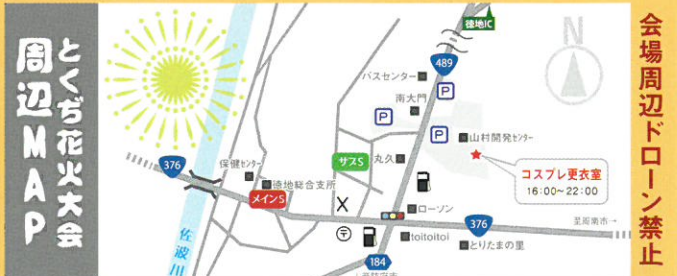 とくぢ花火大会
周辺MAP
会場周辺ドローン禁止
徳地IC
N
489
バスセンター
南大門
P
P
P
山村開発センター
376
保健センター
サブS
丸久
コスプレ更衣室
16:00~22:00
徳地総合支所
メインS
ローソン
376
至周南市→
佐波川
toitoitoi
とりたまの里
184